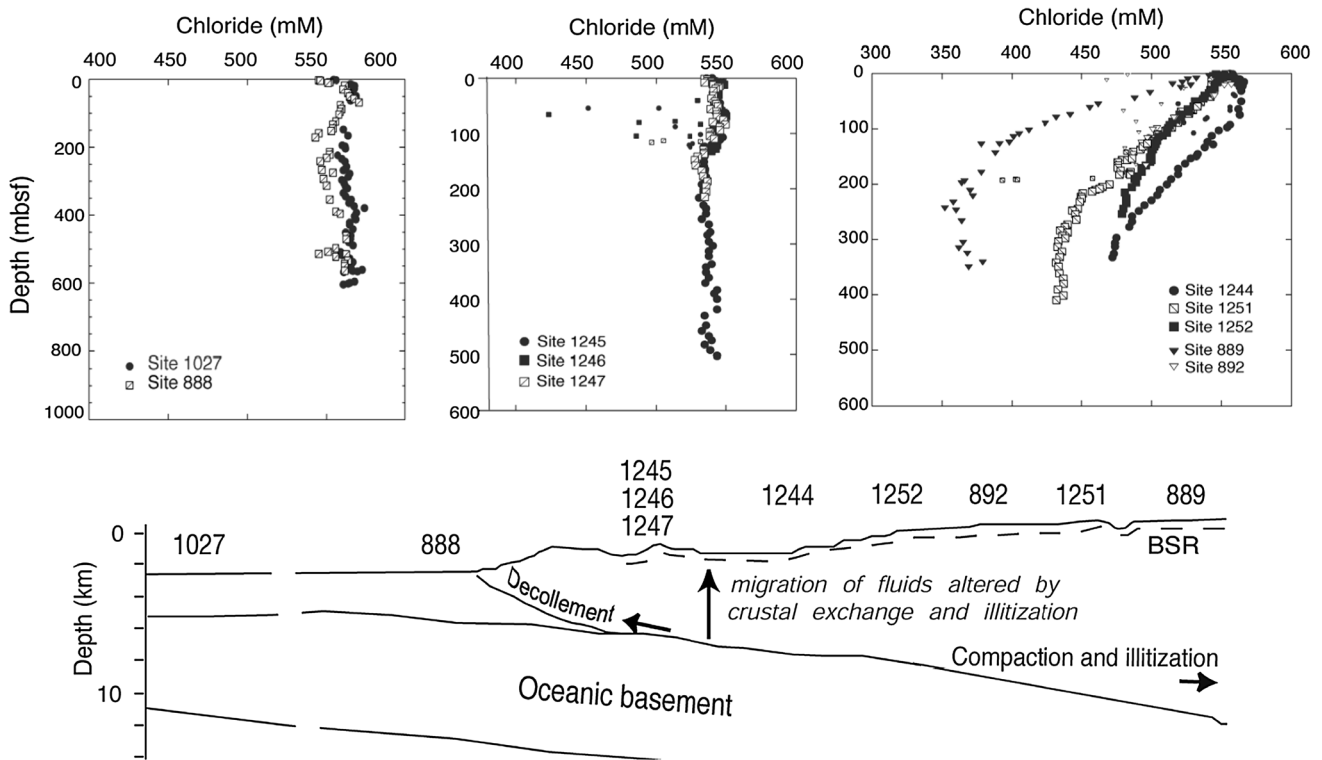 Chloride (mM)
400 450 500 550 600
Depth (mbsf)
0
200
400
600
800
1000
Site 1027
Site 888
Chloride (mM)
400 450 500 550 600
0
100
200
300
400
500
600
Site 1245
Site 1246
Site 1247
Chloride (mM)
300 350 400 450 500 550 600
0
100
200
300
400
500
600
Site 1244
Site 1251
Site 1252
Site 889
Site 892
1245
1246
1247
1244
1252
892
1251
889
1027
888
BSR
Depth (km)
0
10
Decollement
migration of fluids altered by
crustal exchange and illitization
Compaction and illitization
Oceanic basement